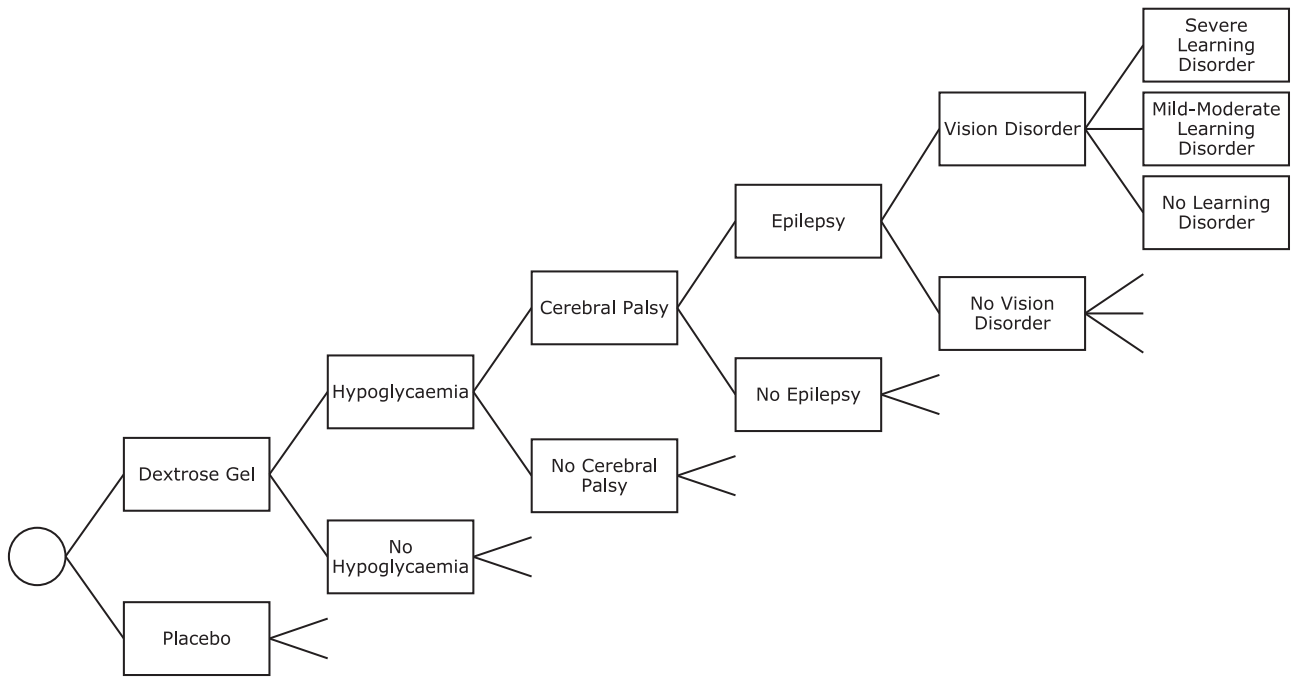 Severe
Learning
Disorder
Vision Disorder
Mild-Moderate
Learning
Disorder
No Learning
Disorder
Epilepsy
No Vision
Disorder
Cerebral Palsy
No Epilepsy
Hypoglycaemia
No Cerebral
Palsy
Dextrose Gel
No
Hypoglycaemia
Placebo